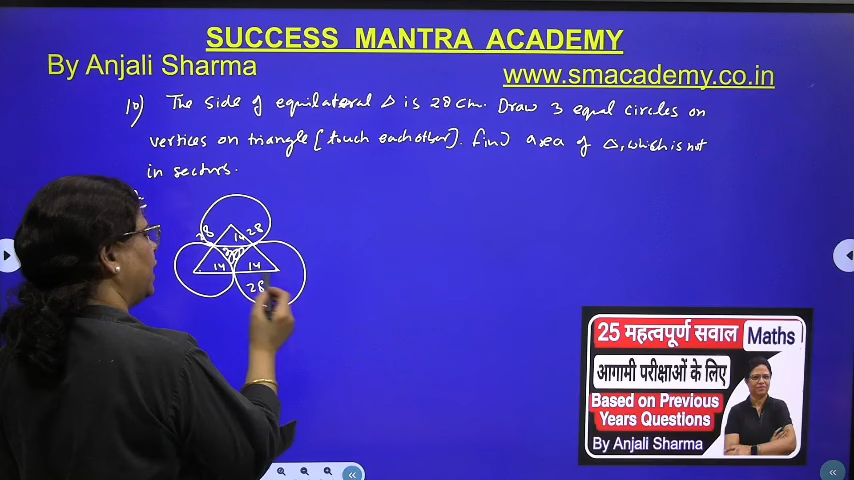 SUCCESS MANTRA ACADEMY
By Anjali Sharma
www.smacademy.co.in
10) The side of equilateral Δ is 28 cm. Draw 3 equal circles on
vertices on triangle [touch each other]. Find area of Δ, which is not
in sectors.
28
14
28
14
14
28
25 महत्वपूर्ण सवाल
Maths
आगामी परीक्षाओं के लिए
Based on Previous
Years Questions
By Anjali Sharma